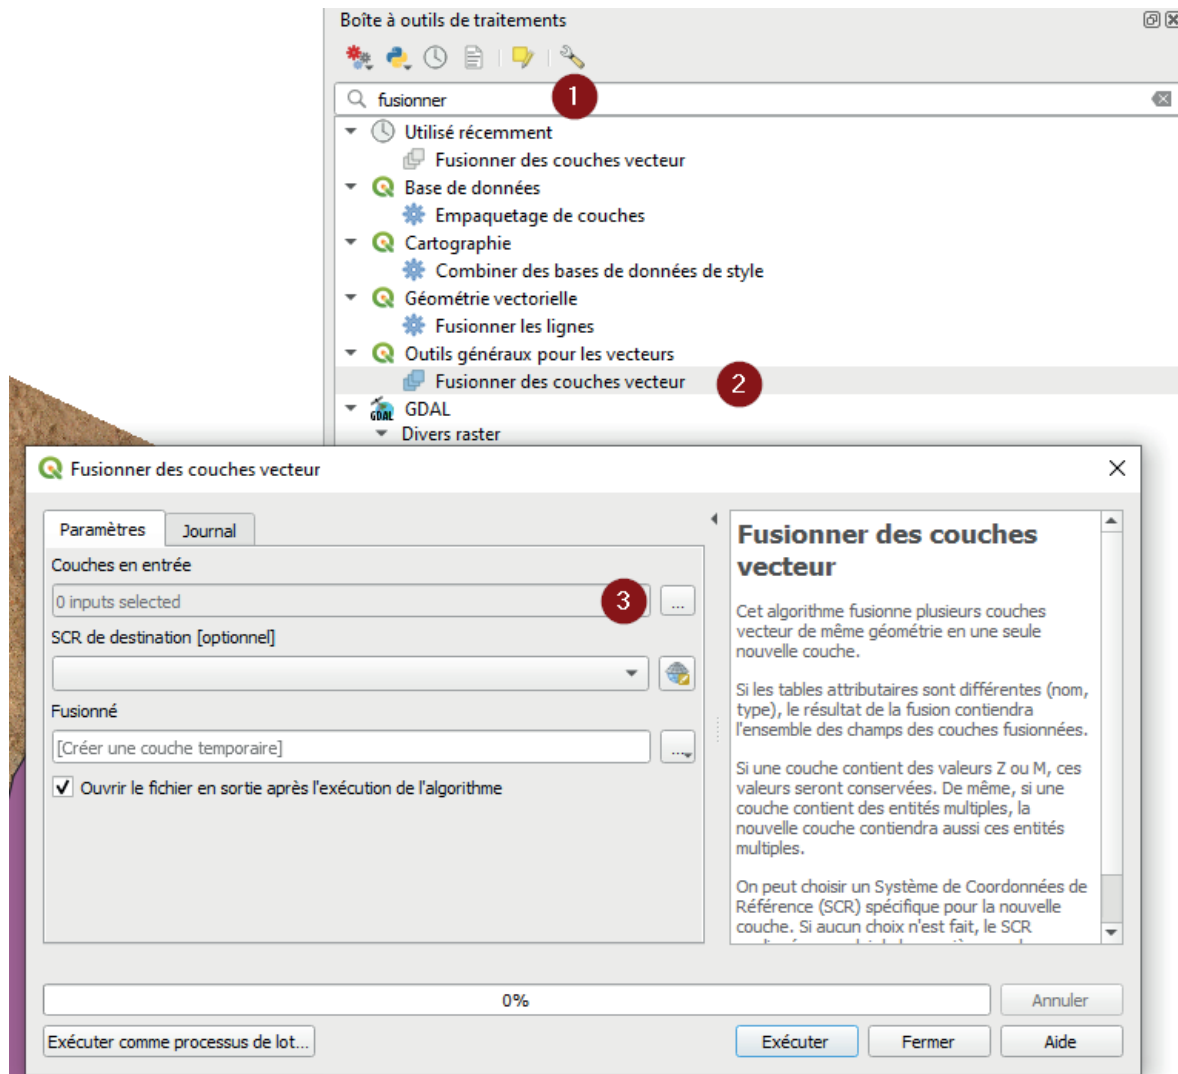 Boîte à outils de traitements
fusionner
1
Utilisé récemment
Fusionner des couches vecteur
Base de données
Empaquetage de couches
Cartographie
Combiner des bases de données de style
Géométrie vectorielle
Fusionner les lignes
Outils généraux pour les vecteurs
Fusionner des couches vecteur
2
GDAL GDAL
Divers raster
Fusionner des couches vecteur
Paramètres
Journal
Couches en entrée
0 inputs selected
3
...
SCR de destination [optionnel]
Fusionné
[Créer une couche temporaire]
...
Ouvrir le fichier en sortie après l'exécution de l'algorithme
Fusionner des couches
vecteur
Cet algorithme fusionne plusieurs couches
vecteur de même géométrie en une seule
nouvelle couche.
Si les tables attributaires sont différentes (nom,
type), le résultat de la fusion contiendra
l'ensemble des champs des couches fusionnées.
Si une couche contient des valeurs Z ou M, ces
valeurs seront conservées. De même, si une
couche contient des entités multiples, la
nouvelle couche contiendra aussi ces entités
multiples.
On peut choisir un Système de Coordonnées de
Référence (SCR) spécifique pour la nouvelle
couche. Si aucun choix n'est fait, le SCR
0%
Annuler
Exécuter comme processus de lot...
Exécuter
Fermer
Aide